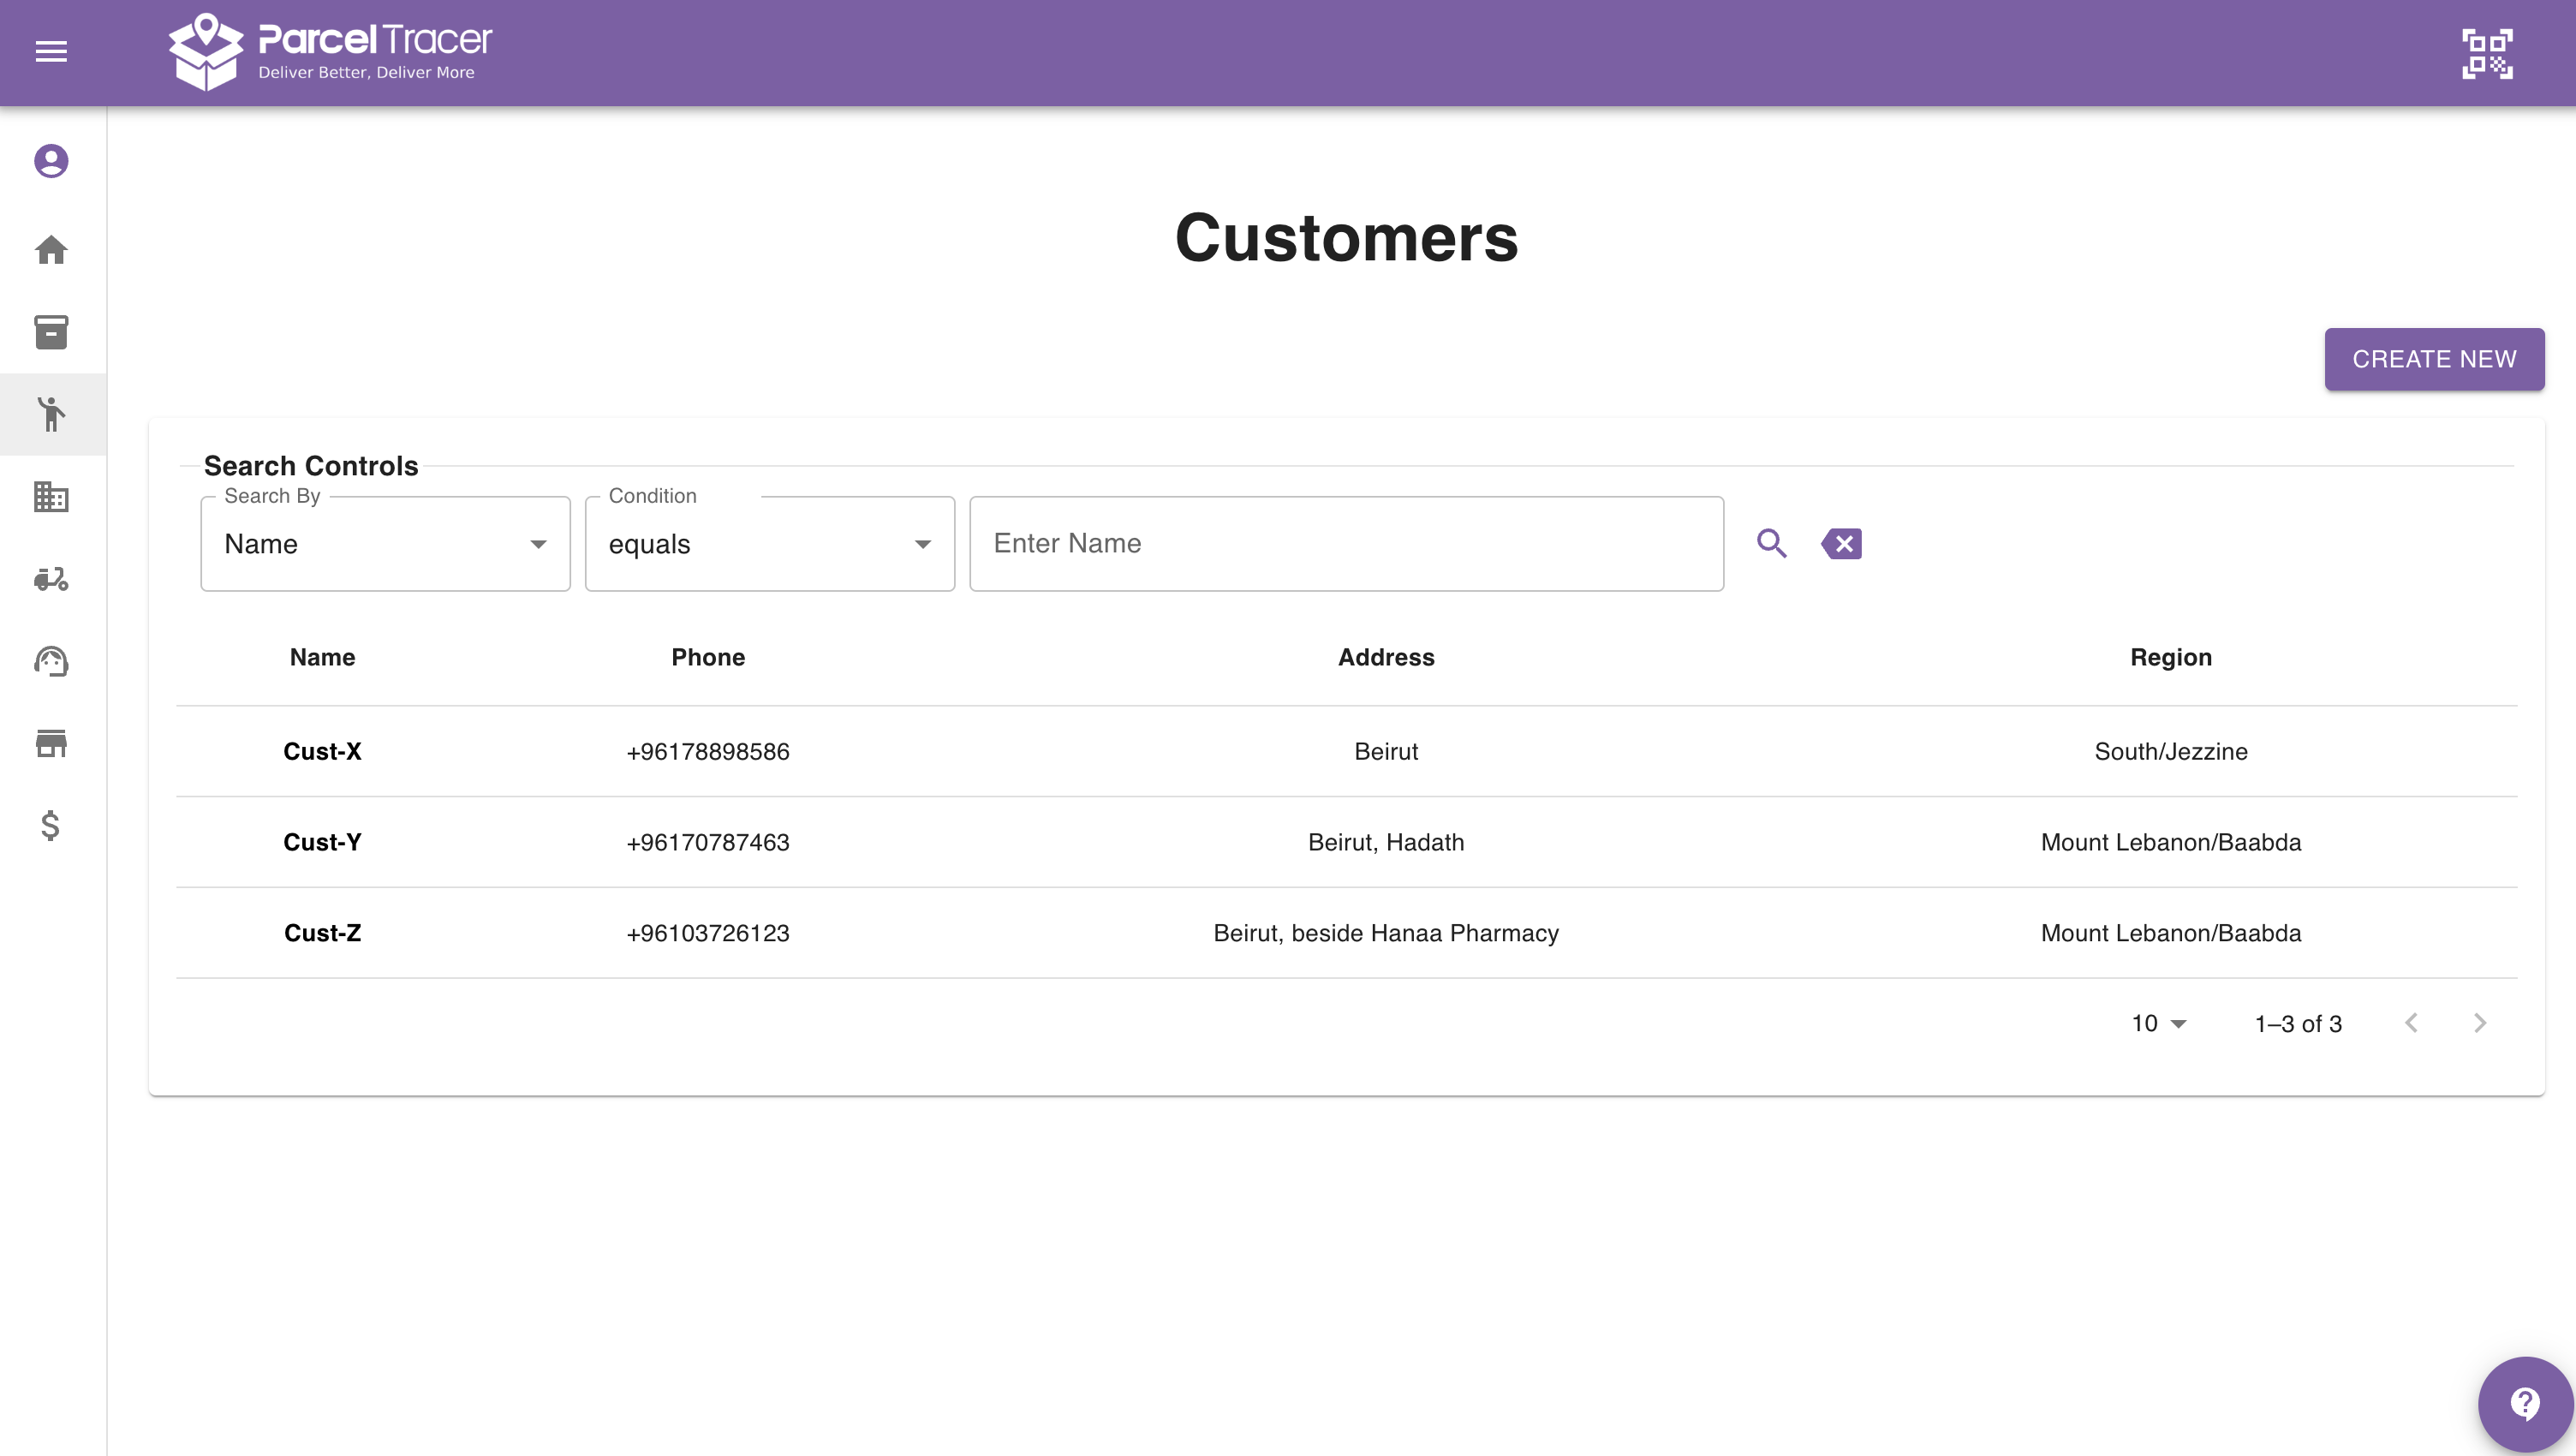 Parcel Tracer
Deliver Better, Deliver More
Customers
CREATE NEW
Search Controls
Search By
Condition
Name
equals
Enter Name
Name Phone Address Region
Cust-X +96178898586 Beirut South/Jezzine
Cust-Y +96170787463 Beirut, Hadath Mount Lebanon/Baabda
Cust-Z +96103726123 Beirut, beside Hanaa Pharmacy Mount Lebanon/Baabda
10 1–3 of 3